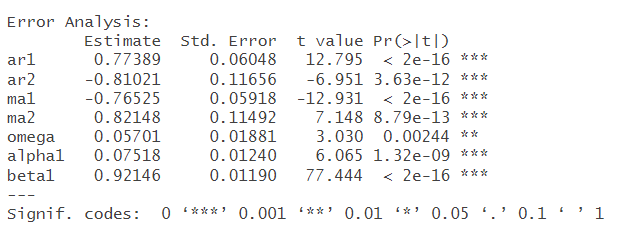 Error Analysis:
        Estimate  Std. Error  t value Pr(>|t|)
ar1      0.77389     0.06048   12.795  < 2e-16 ***
ar2     -0.81021     0.11656   -6.951 3.63e-12 ***
ma1     -0.76525     0.05918  -12.931  < 2e-16 ***
ma2      0.82148     0.11492    7.148 8.79e-13 ***
omega    0.05701     0.01881    3.030  0.00244 **
alpha1   0.07518     0.01240    6.065 1.32e-09 ***
beta1    0.92146     0.01190   77.444  < 2e-16 ***
---
Signif. codes:  0 ‘***’ 0.001 ‘**’ 0.01 ‘*’ 0.05 ‘.’ 0.1 ‘ ’ 1